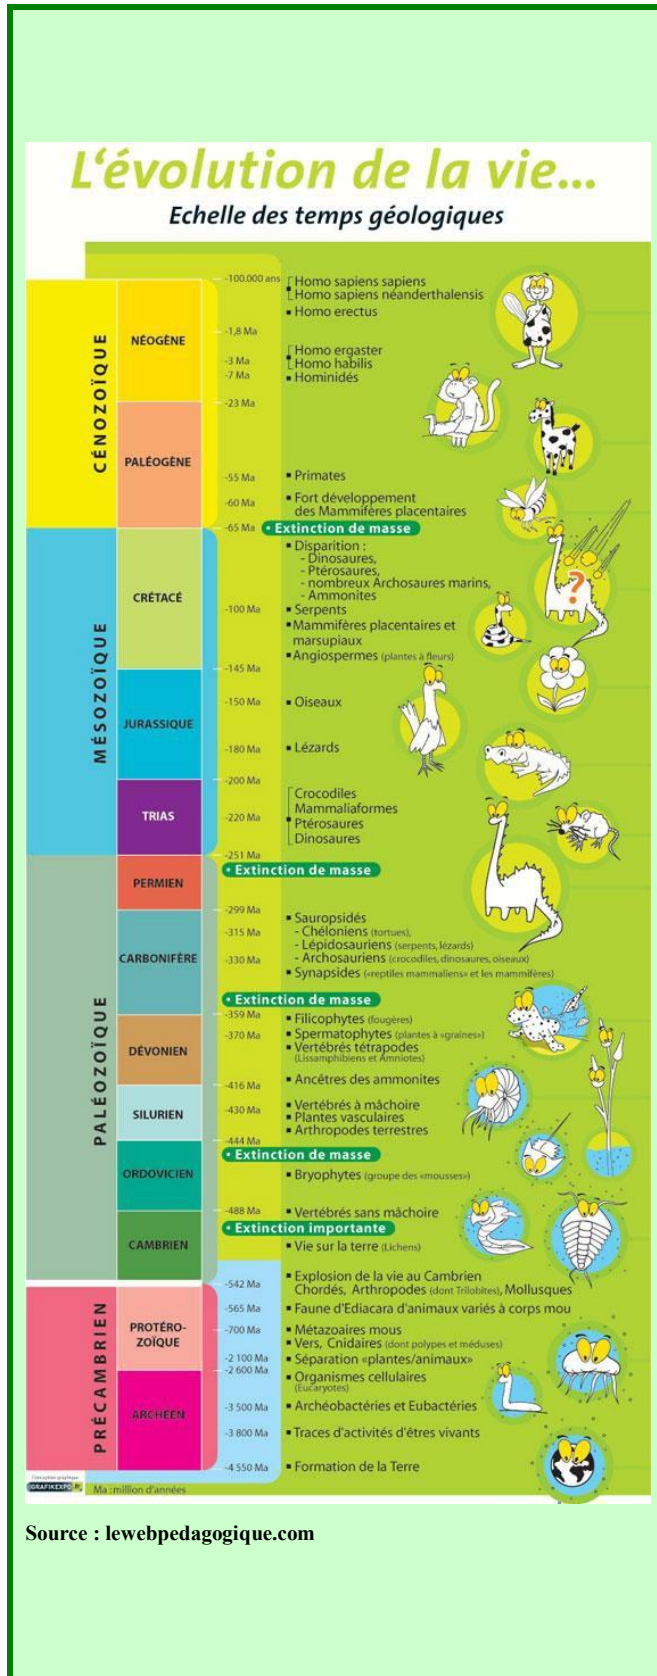 L'évolution de la vie...
Echelle des temps géologiques
CÉNOZOÏQUE
NÉOGÈNE
PALÉOGÈNE
-100.000 ans
Homo sapiens sapiens
Homo sapiens néanderthalensis
Homo erectus
-1,8 Ma
-3 Ma
Homo ergaster
Homo habilis
-7 Ma
Hominidés
-23 Ma
-55 Ma
Primates
-60 Ma
Fort développement
des Mammifères placentaires
-65 Ma
• Extinction de masse
MÉSOZOÏQUE
CRÉTACÉ
JURASSIQUE
TRIAS
Disparition :
- Dinosaures,
- Ptérosaures,
- nombreux Archosaures marins,
- Ammonites
?
-100 Ma
Serpents
Mammifères placentaires et
marsupiaux
Angiospermes (plantes à fleurs)
-145 Ma
-150 Ma
Oiseaux
-180 Ma
Lézards
-200 Ma
-220 Ma
Crocodiles
Mammaliaformes
Ptérosaures
Dinosaures
-251 Ma
• Extinction de masse
PALÉOZOÏQUE
PERMIEN
CARBONIFÈRE
DÉVONIEN
SILURIEN
ORDOVICIEN
CAMBRIEN
-299 Ma
-315 Ma
Sauropsidés
- Chéloniens (tortues),
- Lépidosauriens (serpents, lézards)
- Archosauriens (crocodiles, dinosaures, oiseaux)
-330 Ma
Synapsides («reptiles mammaliens» et les mammifères)
• Extinction de masse
-359 Ma
Filicophytes (fougères)
-370 Ma
Spermatophytes (plantes à «graines»)
Vertébrés tétrapodes
(Lissamphibiens et Amniotes)
Ancêtres des ammonites
-416 Ma
-430 Ma
Vertébrés à mâchoire
Plantes vasculaires
Arthropodes terrestres
-444 Ma
• Extinction de masse
Bryophytes (groupe des «mousses»)
-488 Ma
Vertébrés sans mâchoire
• Extinction importante
Vie sur la terre (Lichens)
-542 Ma
Explosion de la vie au Cambrien
Chordés, Arthropodes (dont Trilobites), Mollusques
PRÉCAMBRIEN
PROTÉRO-
ZOÏQUE
ARCHÉEN
-565 Ma
Faune d'Ediacara d'animaux variés à corps mou
-700 Ma
Métazoaires mous
Vers, Cnidaires (dont polypes et méduses)
-2 100 Ma
Séparation «plantes/animaux»
-2 600 Ma
Organismes cellulaires
(Eucaryotes)
-3 500 Ma
Archéobactéries et Eubactéries
-3 800 Ma
Traces d'activités d'êtres vivants
-4 550 Ma
Formation de la Terre
Conception graphique
GRAFIKEXPO
Ma : million d'années
Source : lewebpedagogique.com